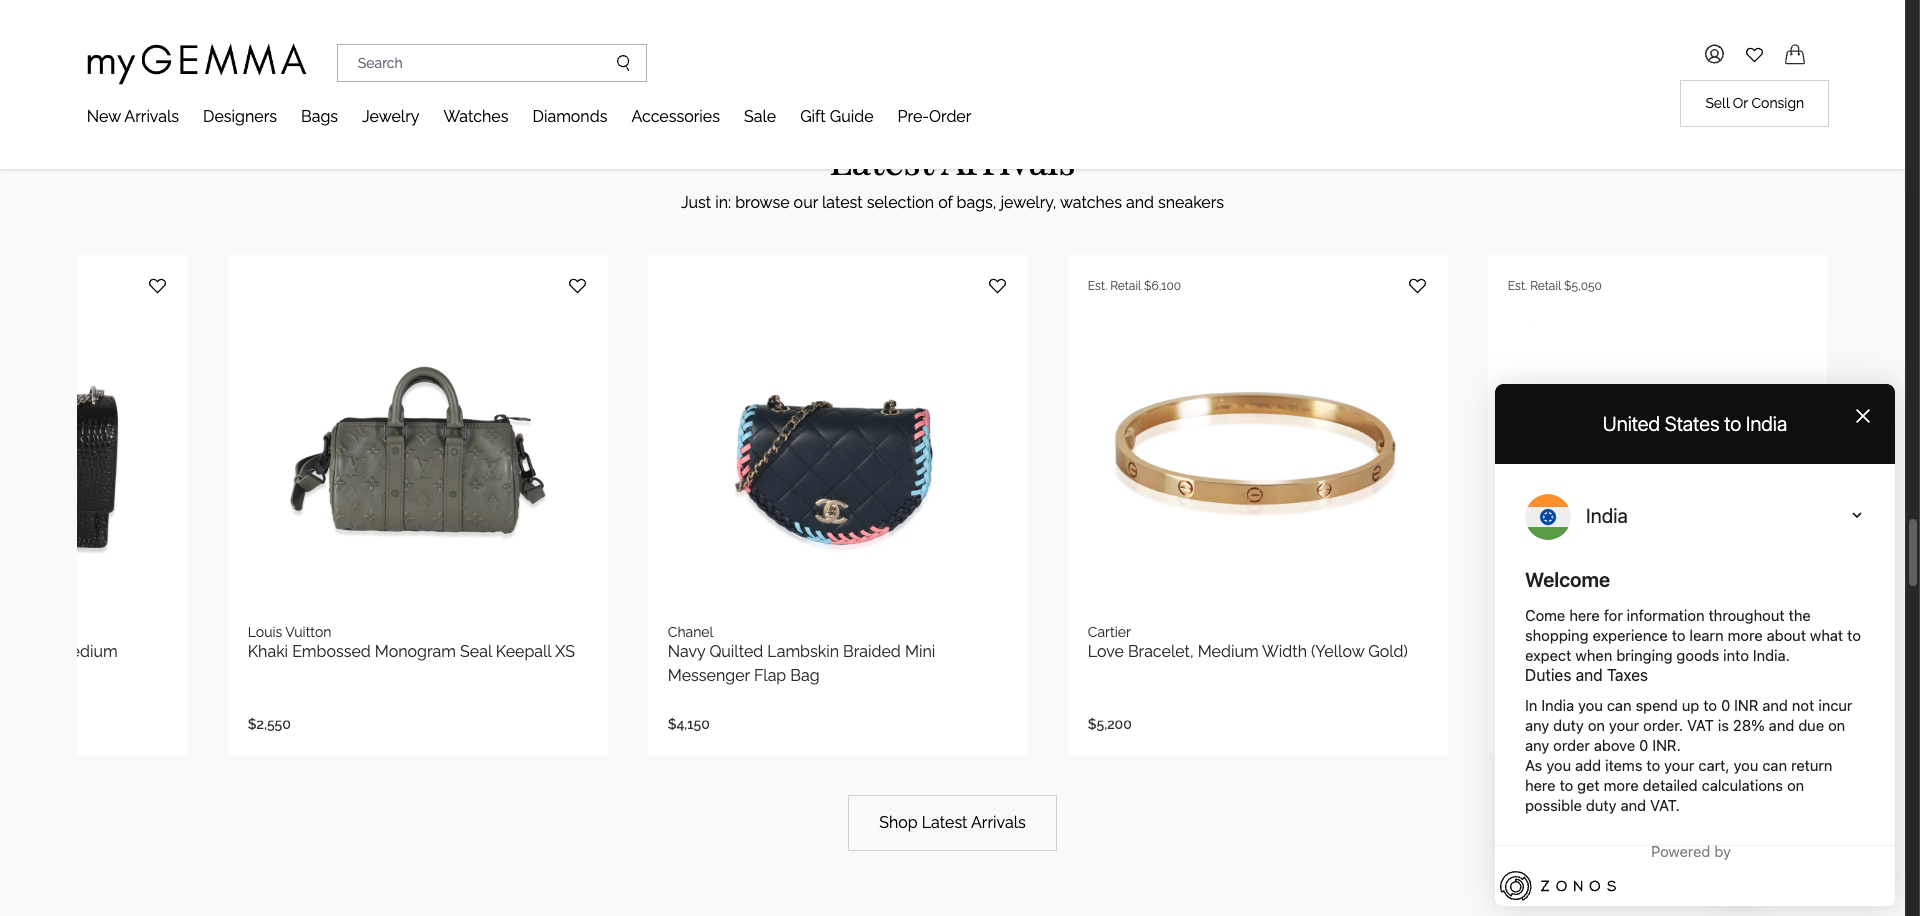 myGEMMA
Search
New Arrivals
Designers
Bags
Jewelry
Watches
Diamonds
Accessories
Sale
Gift Guide
Pre-Order
Sell Or Consign
Latest Arrivals
Just in: browse our latest selection of bags, jewelry, watches and sneakers
edium
Louis Vuitton
Khaki Embossed Monogram Seal Keepall XS
$2,550
Chanel
Navy Quilted Lambskin Braided Mini
Messenger Flap Bag
$4,150
Est. Retail $6,100
Cartier
Love Bracelet, Medium Width (Yellow Gold)
$5,200
Est. Retail $5,050
Shop Latest Arrivals
United States to India
India
Welcome
Come here for information throughout the
shopping experience to learn more about what to
expect when bringing goods into India.
Duties and Taxes
In India you can spend up to 0 INR and not incur
any duty on your order. VAT is 28% and due on
any order above 0 INR.
As you add items to your cart, you can return
here to get more detailed calculations on
possible duty and VAT.
Powered by
ZONOS